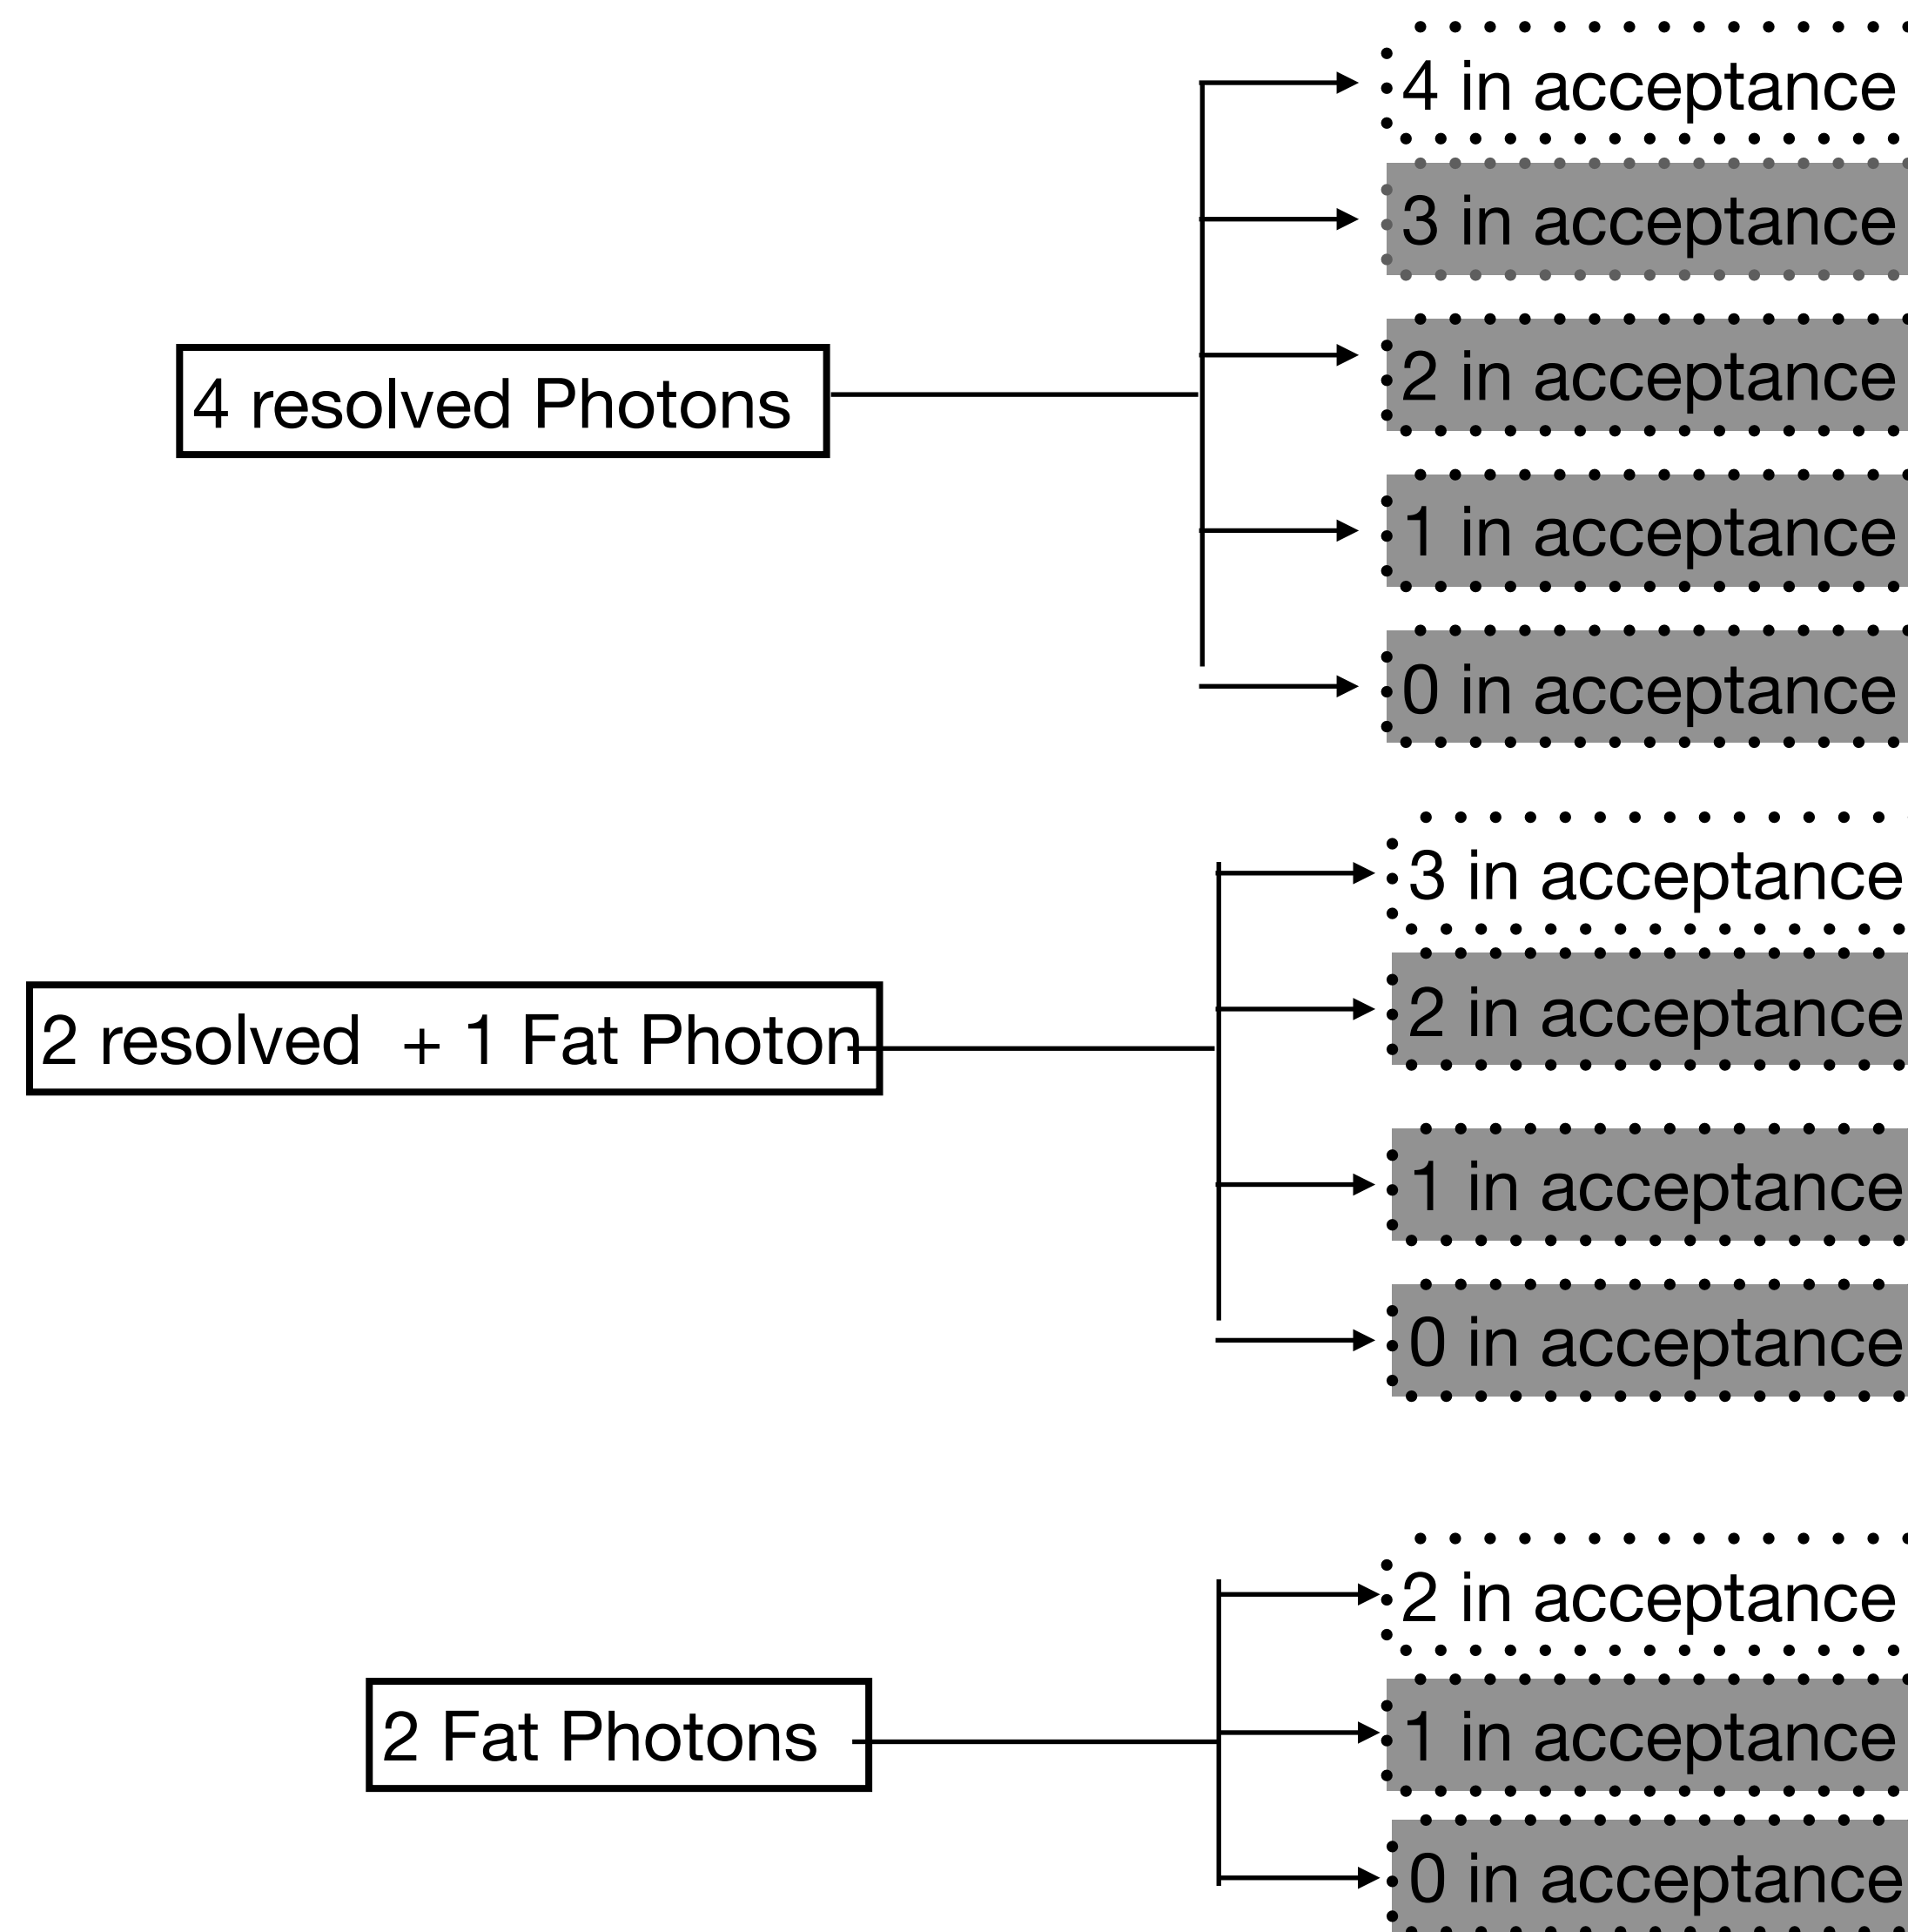 4 in acceptance
3 in acceptance
4 resolved Photons
2 in acceptance
1 in acceptance
0 in acceptance
3 in acceptance
2 resolved + 1 Fat Photon
2 in acceptance
1 in acceptance
0 in acceptance
2 in acceptance
2 Fat Photons
1 in acceptance
0 in acceptance